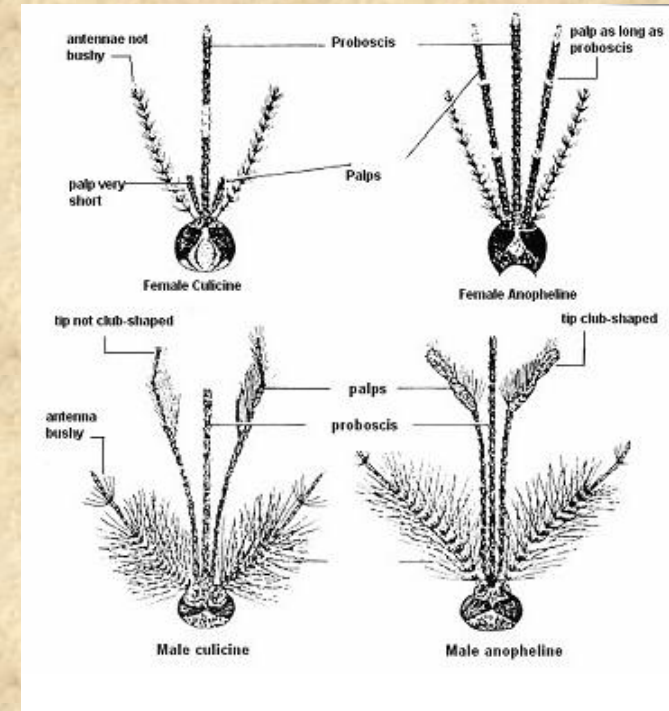 antennae not
bushy
Proboscis
palp as long as
proboscis
palp very
short
Palps
Female Culicine
Female Anopheline
tip not club-shaped
tip club-shaped
palps
antenna
bushy
proboscis
Male culicine
Male anopheline